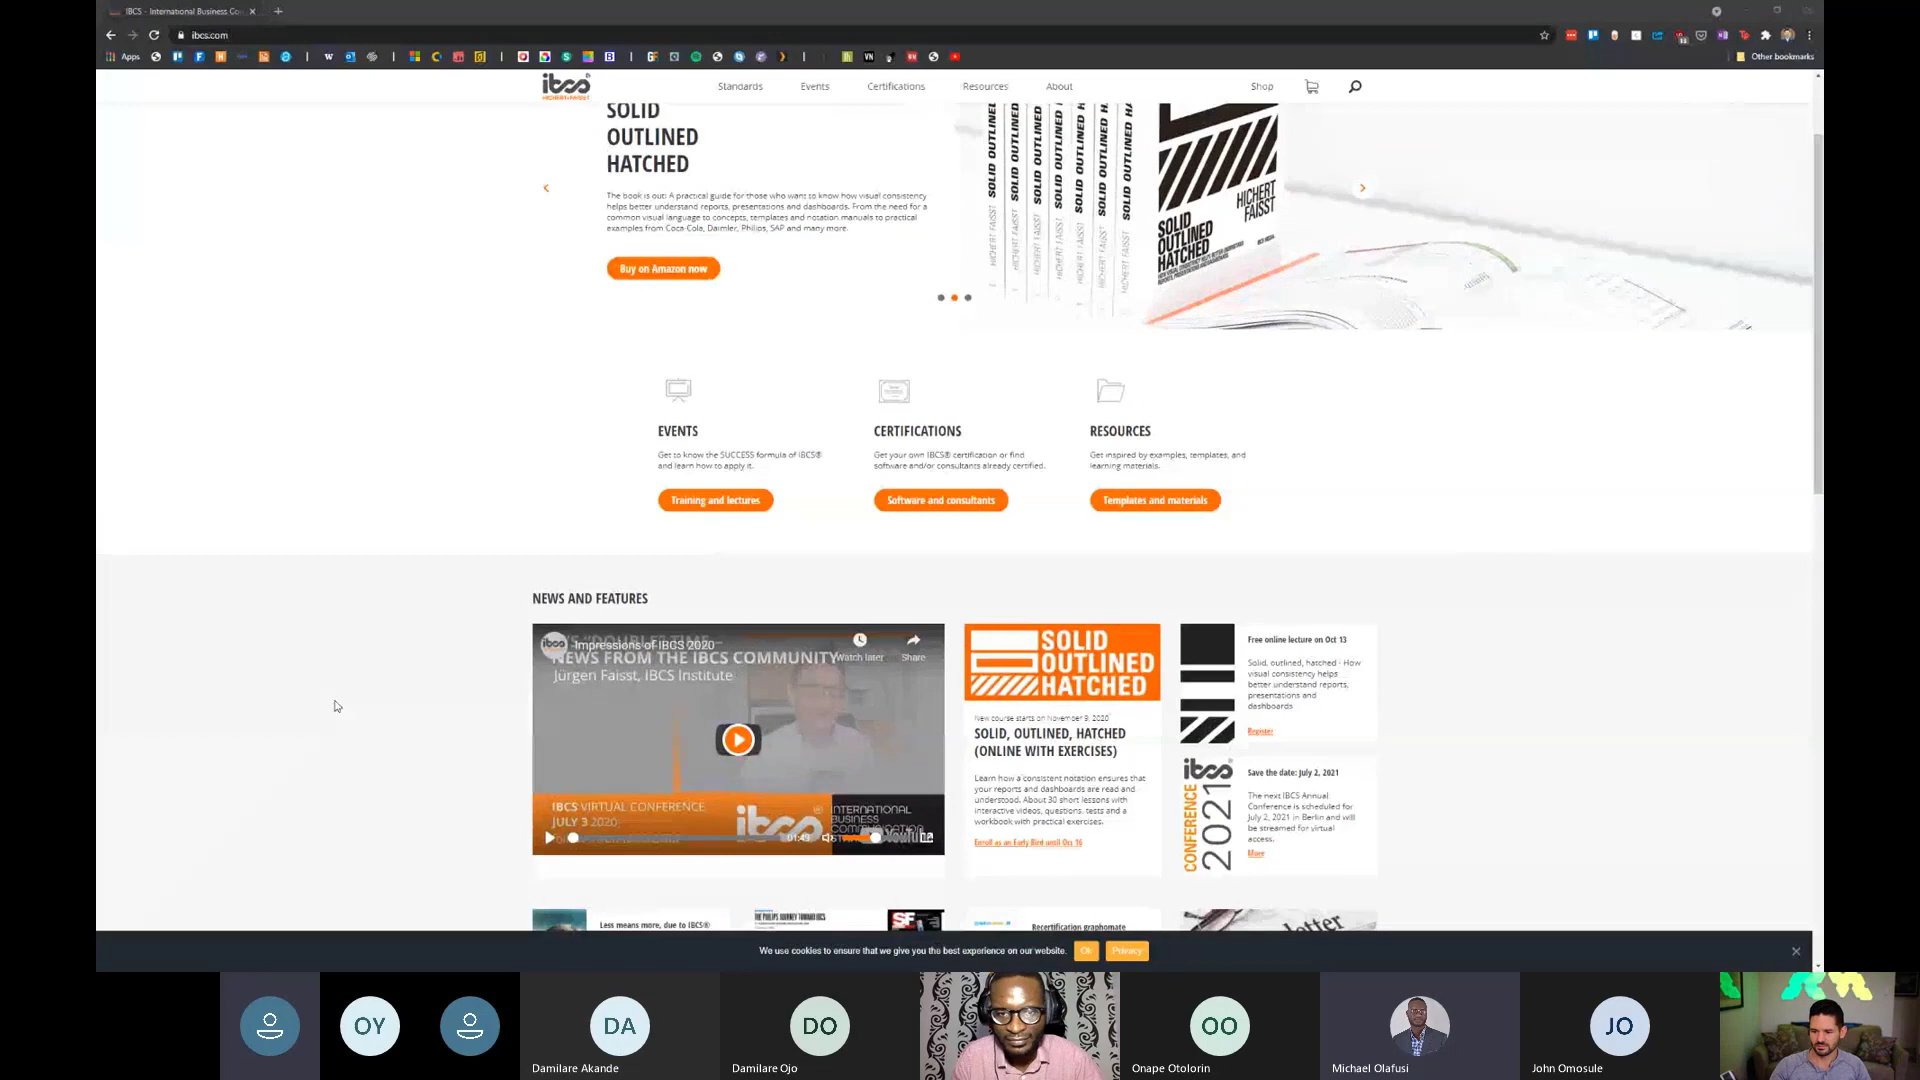 IBCS - International Business Co
ibcs.com
Apps
Other bookmarks
ibcs
Standards
Events
Certifications
Resources
About
Shop
SOLID
OUTLINED
HATCHED
The book is out: A practical guide for those who want to know how visual consistency
helps better understand reports, presentations and dashboards. From the need for a
common visual language to concepts, templates and notation manuals to practical
examples from Coca-Cola, Daimler, Philips, SAP and many more.
Buy on Amazon now
HICHERT
FAISST
SOLID
OUTLINED
HATCHED
EVENTS
Get to know the SUCCESS formula of IBCS®
and learn how to apply it.
Training and lectures
CERTIFICATIONS
Get your own IBCS® certification or find
software and/or consultants already certified.
Software and consultants
RESOURCES
Get inspired by examples, templates, and
learning materials.
Templates and materials
NEWS AND FEATURES
Impressions of IBCS 2020
NEWS FROM THE IBCS COMMUNITY
Jürgen Faisst, IBCS Institute
Watch later
Share
IBCS VIRTUAL CONFERENCE
JULY 3 2020,
ibcs
INTERNATIONAL
BUSINESS
01:49
SOLID
OUTLINED
HATCHED
New course starts on November 9, 2020
SOLID, OUTLINED, HATCHED
(ONLINE WITH EXERCISES)
Learn how a consistent notation ensures that
your reports and dashboards are read and
understood. About 30 short lessons with
interactive videos, questions, tests and a
workbook with practical exercises.
Enroll as an Early Bird until Oct 16
Free online lecture on Oct 13
Solid, outlined, hatched - How
visual consistency helps
better understand reports,
presentations and
dashboards
Register
ibcs
CONFERENCE
2021
Save the date: July 2, 2021
The next IBCS Annual
Conference is scheduled for
July 2, 2021 in Berlin and will
be streamed for virtual
access.
More
Less means more, due to IBCS®
THE PHILIPS JOURNEY TOWARD IBCS
SF
Recertification graphomate
letter
We use cookies to ensure that we give you the best experience on our website.
Ok
Privacy
OY
DA
Damilare Akande
DO
Damilare Ojo
OO
Onape Otolorin
Michael Olafusi
JO
John Omosule